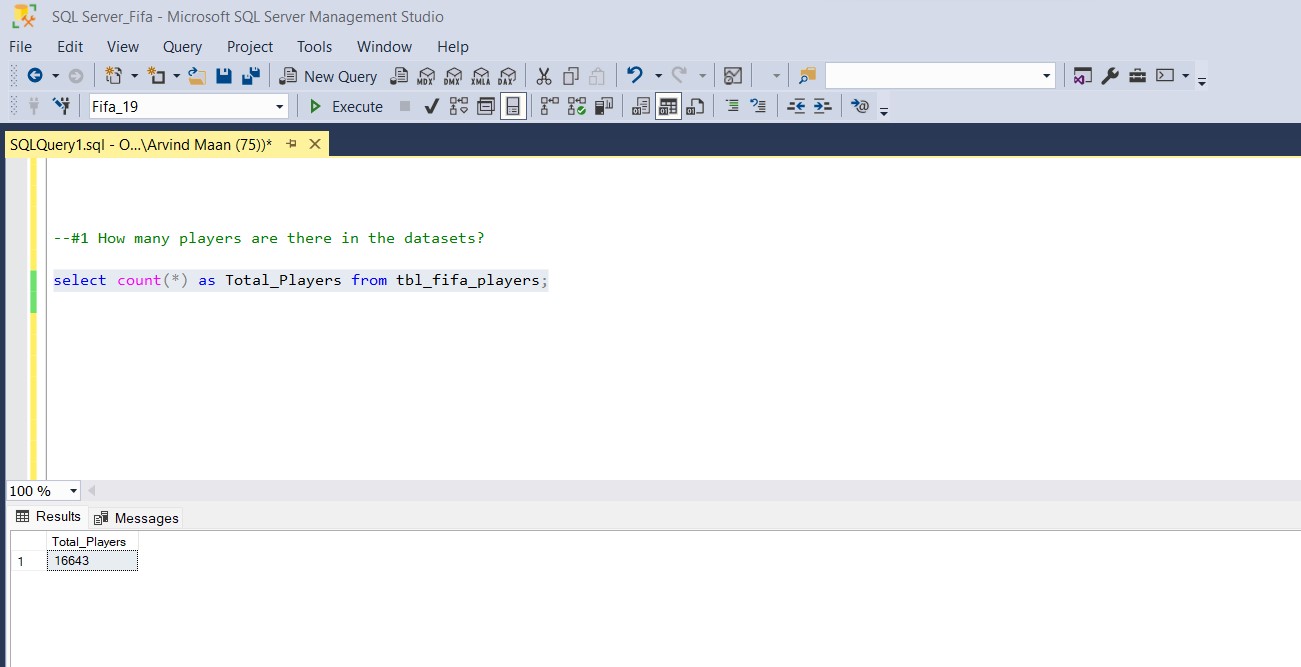 SQL Server_Fifa - Microsoft SQL Server Management Studio
File Edit View Query Project Tools Window Help
New Query MDX DMX XMLA DAX
Fifa_19 Execute
SQLQuery1.sql - O...\Arvind Maan (75))*
--#1 How many players are there in the datasets?
select count(*) as Total_Players from tbl_fifa_players;
100 %
Results Messages
Total_Players
1 16643